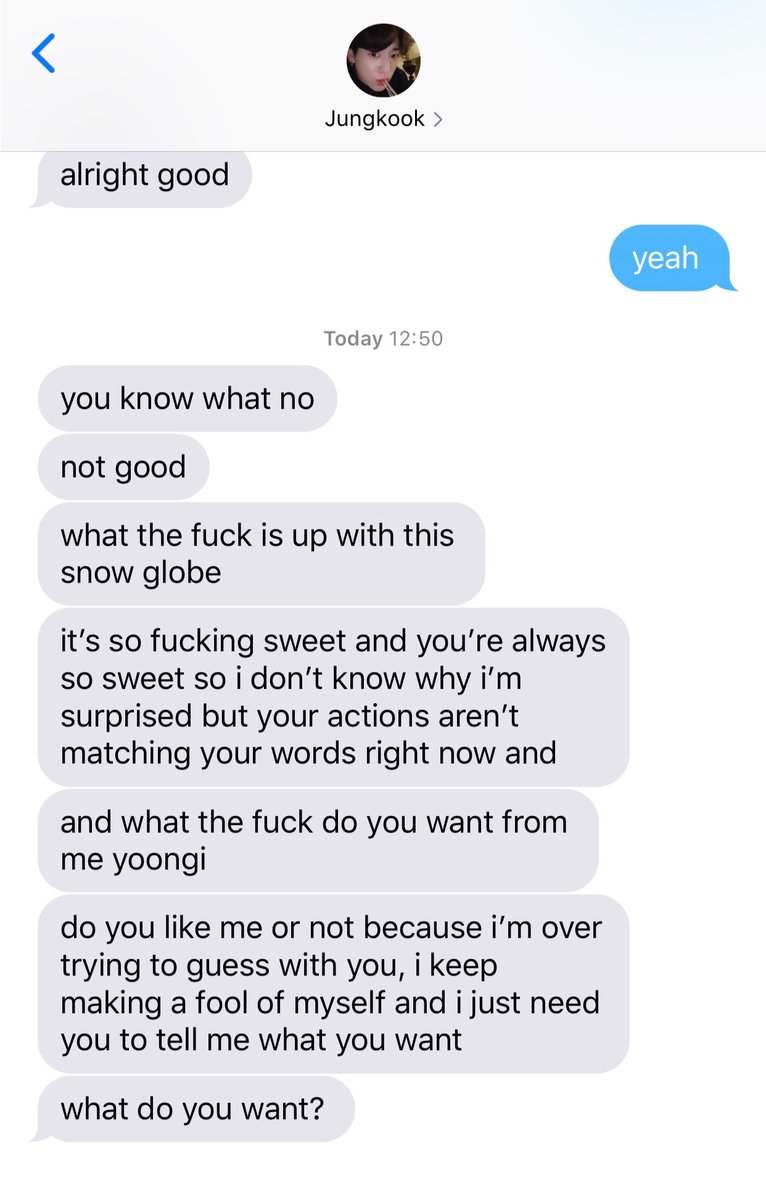 Jungkook
alright good
yeah
Today 12:50
you know what no
not good
what the fuck is up with this
snow globe
it's so fucking sweet and you're always
so sweet so i don't know why i'm
surprised but your actions aren't
matching your words right now and
and what the fuck do you want from
me yoongi
do you like me or not because i'm over
trying to guess with you, i keep
making a fool of myself and i just need
you to tell me what you want
what do you want?